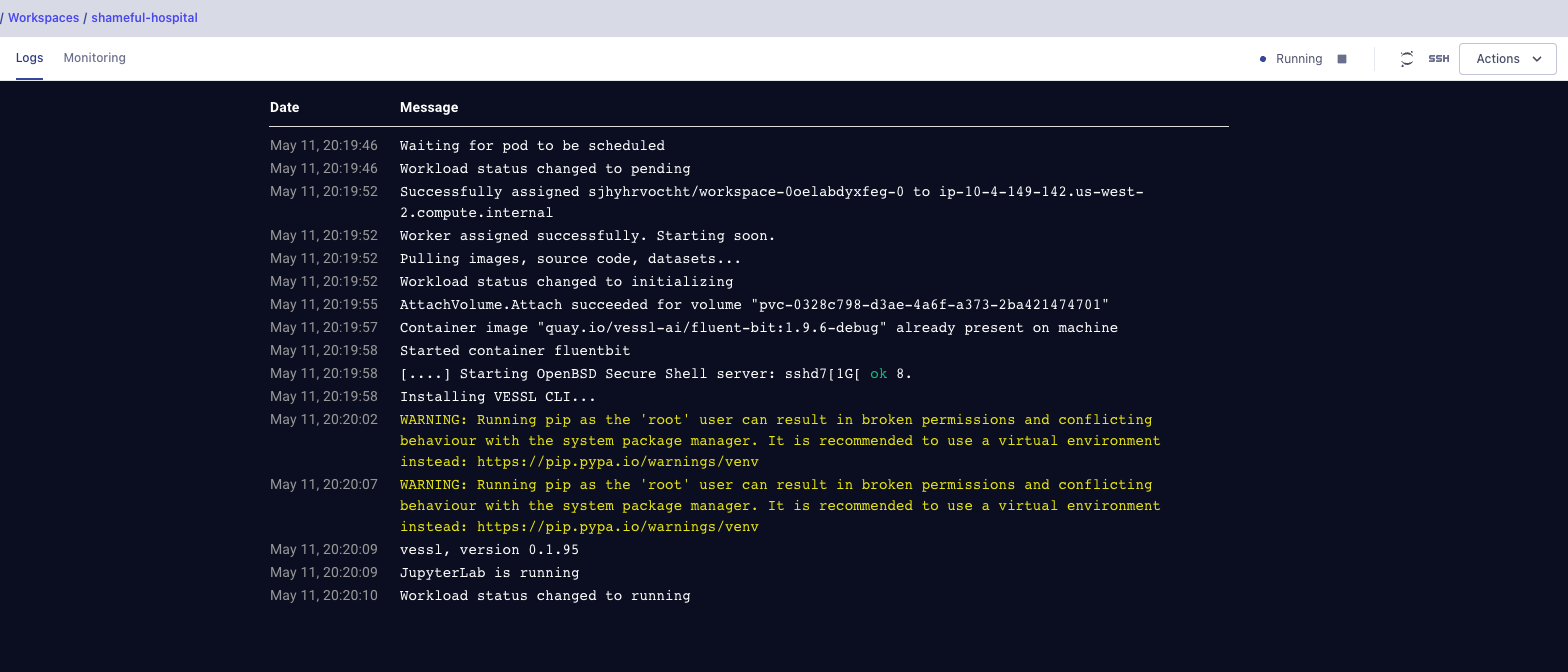 / Workspaces / shameful-hospital
Logs Monitoring Running SSH Actions
Date Message
May 11, 20:19:46 Waiting for pod to be scheduled
May 11, 20:19:46 Workload status changed to pending
May 11, 20:19:52 Successfully assigned sjhyhrvoctht/workspace-0oelabdyxfeg-0 to ip-10-4-149-142.us-west-
2.compute.internal
May 11, 20:19:52 Worker assigned successfully. Starting soon.
May 11, 20:19:52 Pulling images, source code, datasets...
May 11, 20:19:52 Workload status changed to initializing
May 11, 20:19:55 AttachVolume.Attach succeeded for volume "pvc-0328c798-d3ae-4a6f-a373-2ba421474701"
May 11, 20:19:57 Container image "quay.io/vessl-ai/fluent-bit:1.9.6-debug" already present on machine
May 11, 20:19:58 Started container fluentbit
May 11, 20:19:58 [....] Starting OpenBSD Secure Shell server: sshd7[1G[ ok 8.
May 11, 20:19:58 Installing VESSL CLI...
May 11, 20:20:02 WARNING: Running pip as the 'root' user can result in broken permissions and conflicting
behaviour with the system package manager. It is recommended to use a virtual environment
instead: https://pip.pypa.io/warnings/venv
May 11, 20:20:07 WARNING: Running pip as the 'root' user can result in broken permissions and conflicting
behaviour with the system package manager. It is recommended to use a virtual environment
instead: https://pip.pypa.io/warnings/venv
May 11, 20:20:09 vessl, version 0.1.95
May 11, 20:20:09 JupyterLab is running
May 11, 20:20:10 Workload status changed to running